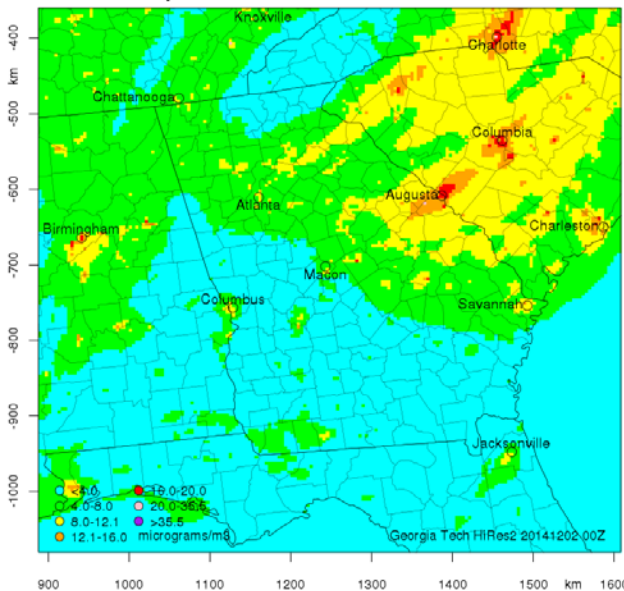 Knoxville
-400
Charlotte
km
Chattanooga
-500
Columbia
-600
Augusta
Atlanta
Birmingham
Charleston
-700
Macon
Columbus
Savannah
-800
-900
Jacksonville
-1000
<4.0 16.0-20.0
4.0-8.0 20.0-35.5
8.0-12.1 >35.5
12.1-16.0 micrograms/m3
Georgia Tech HiRes2 20141202 00Z
900 1000 1100 1200 1300 1400 1500 km 1600